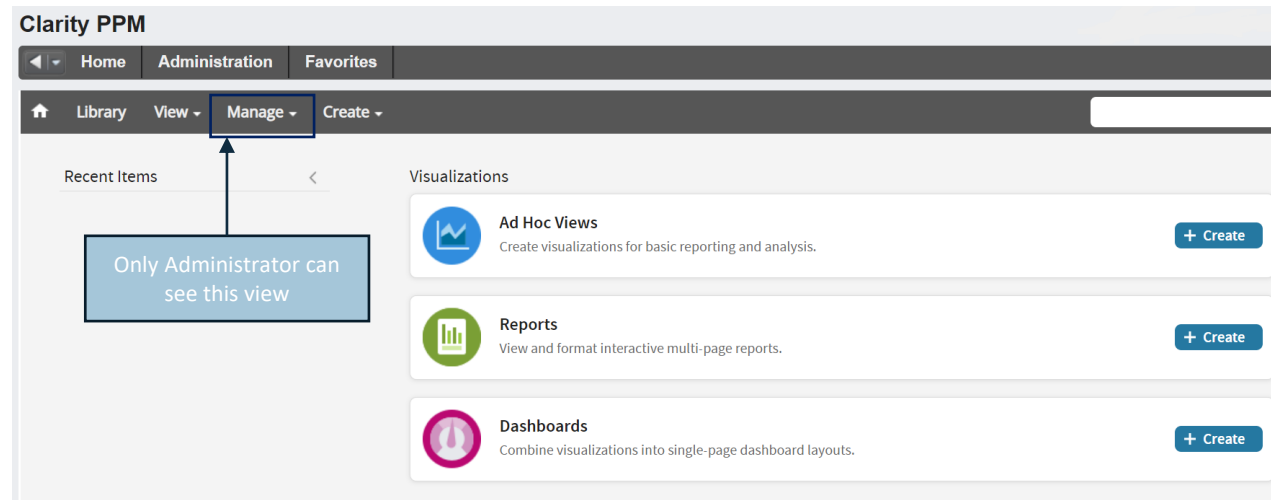 Clarity PPM
Home Administration Favorites
Library View Manage Create
Recent Items
Only Administrator can
see this view
Visualizations
Ad Hoc Views
Create visualizations for basic reporting and analysis.
+ Create
Reports
View and format interactive multi-page reports.
+ Create
Dashboards
Combine visualizations into single-page dashboard layouts.
+ Create